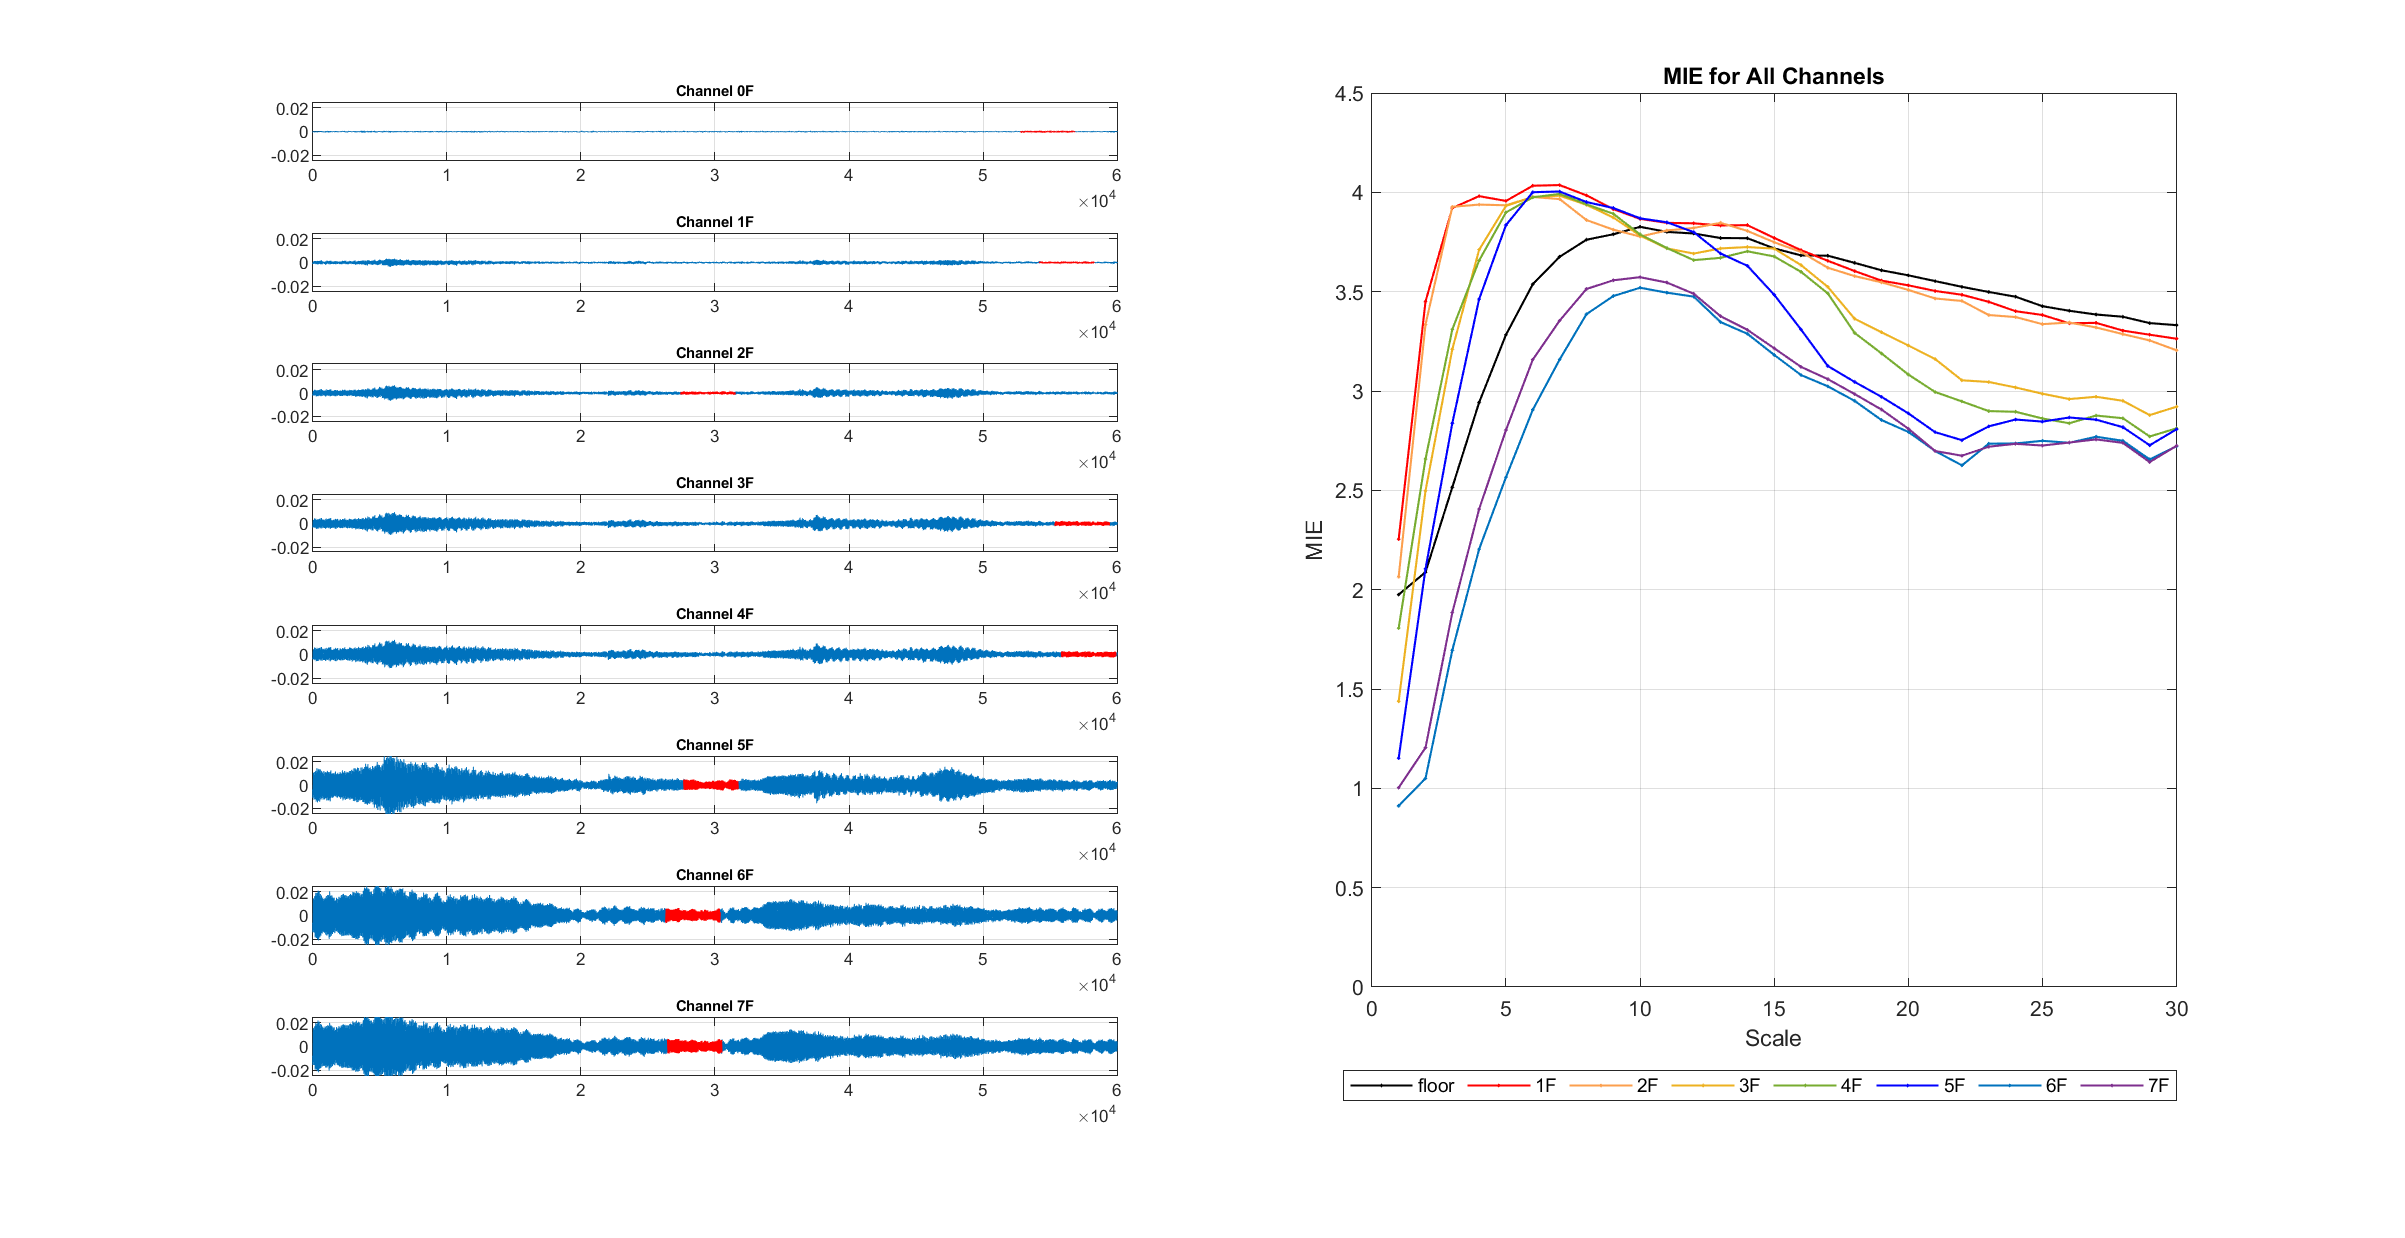 Channel 0F
0.02
0
-0.02
0 1 2 3 4 5 6
×10^4
Channel 1F
0.02
0
-0.02
0 1 2 3 4 5 6
×10^4
Channel 2F
0.02
0
-0.02
0 1 2 3 4 5 6
×10^4
Channel 3F
0.02
0
-0.02
0 1 2 3 4 5 6
×10^4
Channel 4F
0.02
0
-0.02
0 1 2 3 4 5 6
×10^4
Channel 5F
0.02
0
-0.02
0 1 2 3 4 5 6
×10^4
Channel 6F
0.02
0
-0.02
0 1 2 3 4 5 6
×10^4
Channel 7F
0.02
0
-0.02
0 1 2 3 4 5 6
×10^4
MIE for All Channels
4.5
4
3.5
3
2.5
2
1.5
1
0.5
0
MIE
0 5 10 15 20 25 30
Scale
floor 1F 2F 3F 4F 5F 6F 7F